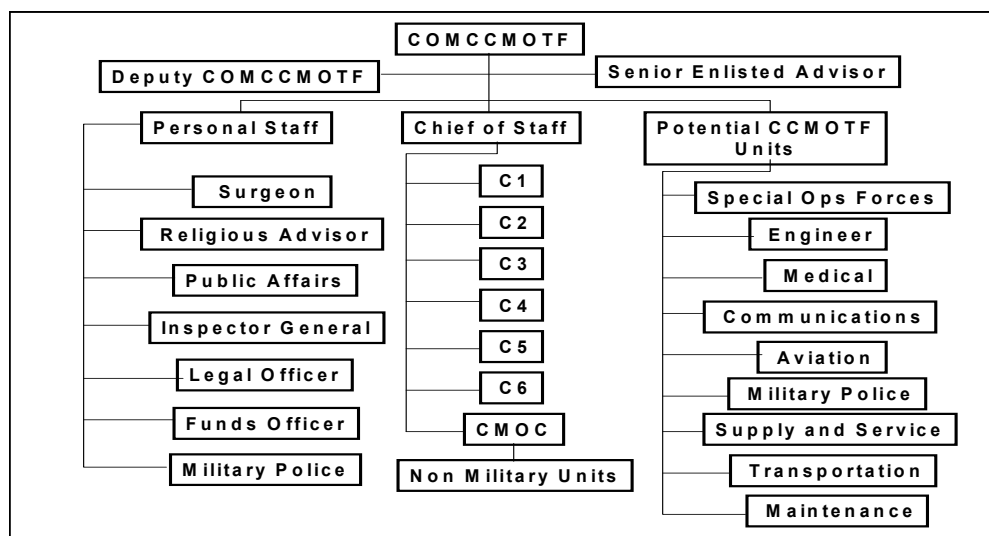 COMCCMOTF
Deputy COMCCMOTF
Senior Enlisted Advisor
Personal Staff
Surgeon
Religious Advisor
Public Affairs
Inspector General
Legal Officer
Funds Officer
Military Police
Chief of Staff
C1
C2
C3
C4
C5
C6
CMOC
Non Military Units
Potential CCMOTF
Units
Special Ops Forces
Engineer
Medical
Communications
Aviation
Military Police
Supply and Service
Transportation
Maintenance